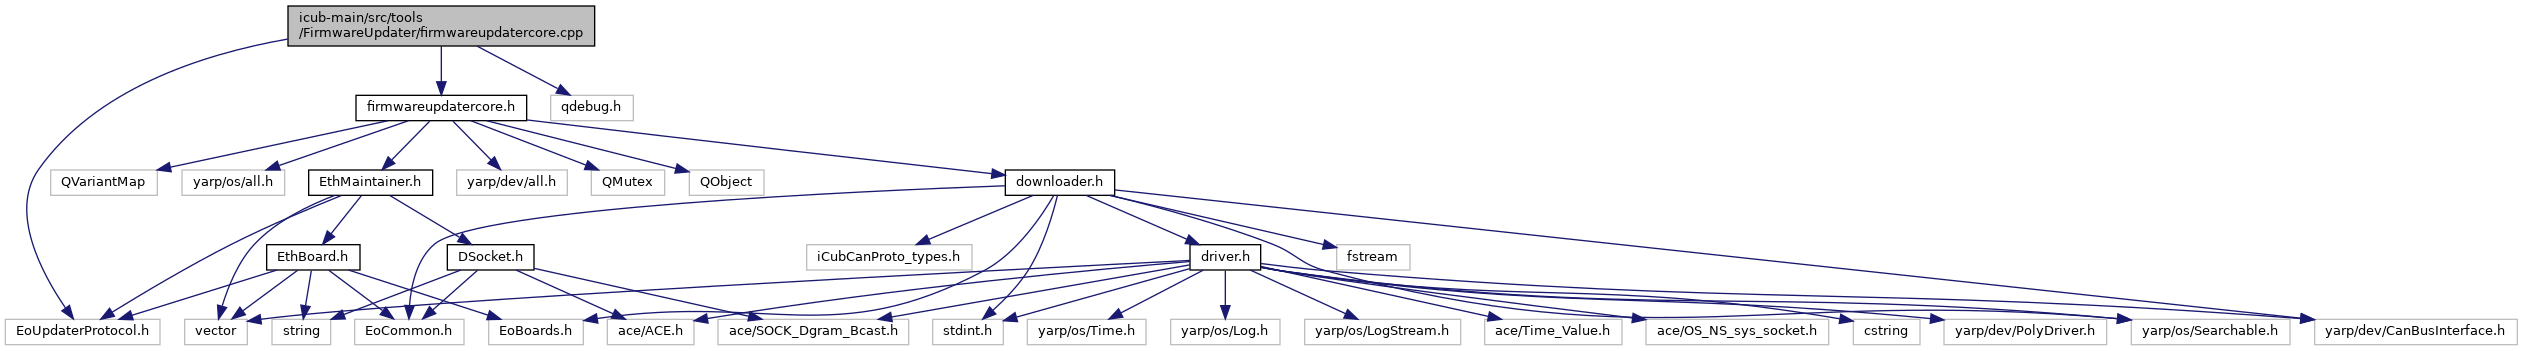 icub-main/src/tools
/FirmwareUpdater/firmwareupdatercore.cpp
firmwareupdatercore.h
qdebug.h
QVariantMap
yarp/os/all.h
EthMaintainer.h
yarp/dev/all.h
QMutex
QObject
downloader.h
EthBoard.h
DSocket.h
iCubCanProto_types.h
driver.h
fstream
EoUpdaterProtocol.h
vector
string
EoCommon.h
EoBoards.h
ace/ACE.h
ace/SOCK_Dgram_Bcast.h
stdint.h
yarp/os/Time.h
yarp/os/Log.h
yarp/os/LogStream.h
ace/Time_Value.h
ace/OS_NS_sys_socket.h
cstring
yarp/dev/PolyDriver.h
yarp/os/Searchable.h
yarp/dev/CanBusInterface.h